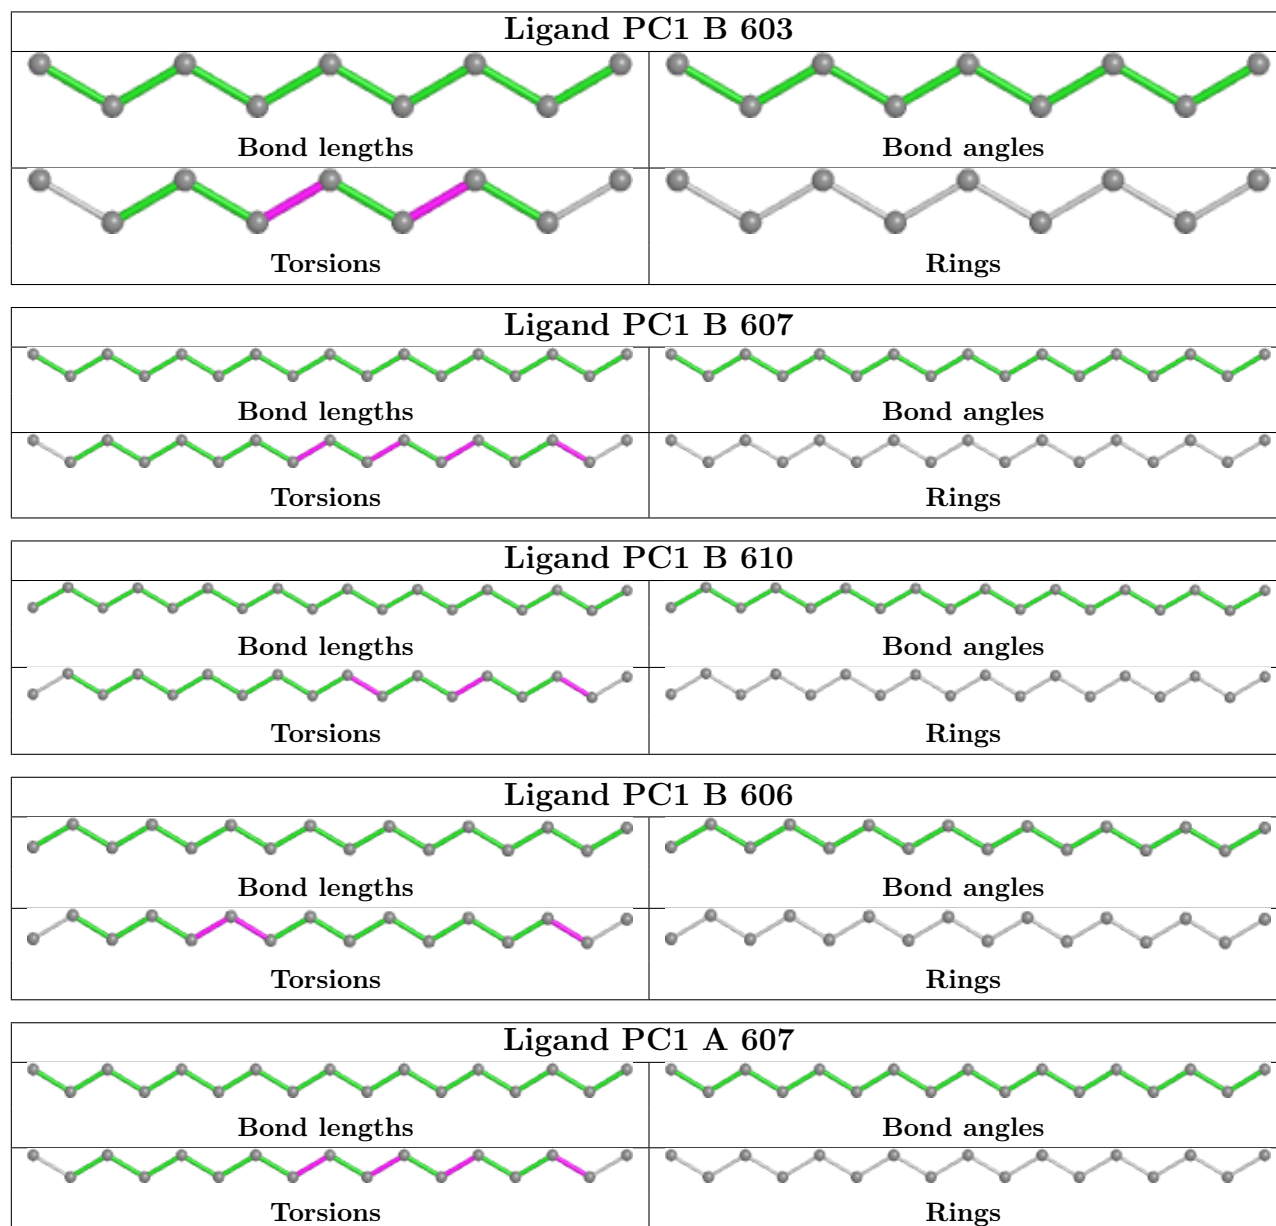 Ligand PC1 B 603
Bond lengths Bond angles
Torsions Rings
Ligand PC1 B 607
Bond lengths Bond angles
Torsions Rings
Ligand PC1 B 610
Bond lengths Bond angles
Torsions Rings
Ligand PC1 B 606
Bond lengths Bond angles
Torsions Rings
Ligand PC1 A 607
Bond lengths Bond angles
Torsions Rings